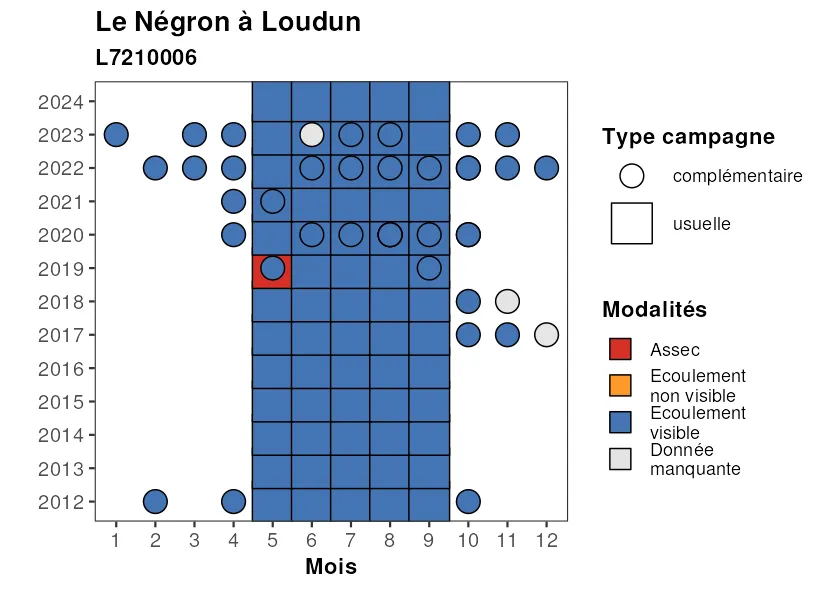 Le Négron à Loudun
L7210006
2024
2023
2022
2021
2020
2019
2018
2017
2016
2015
2014
2013
2012
1 2 3 4 5 6 7 8 9 10 11 12
Mois
Type campagne
complémentaire
usuelle
Modalités
Assec
Ecoulement
non visible
Ecoulement
visible
Donnée
manquante